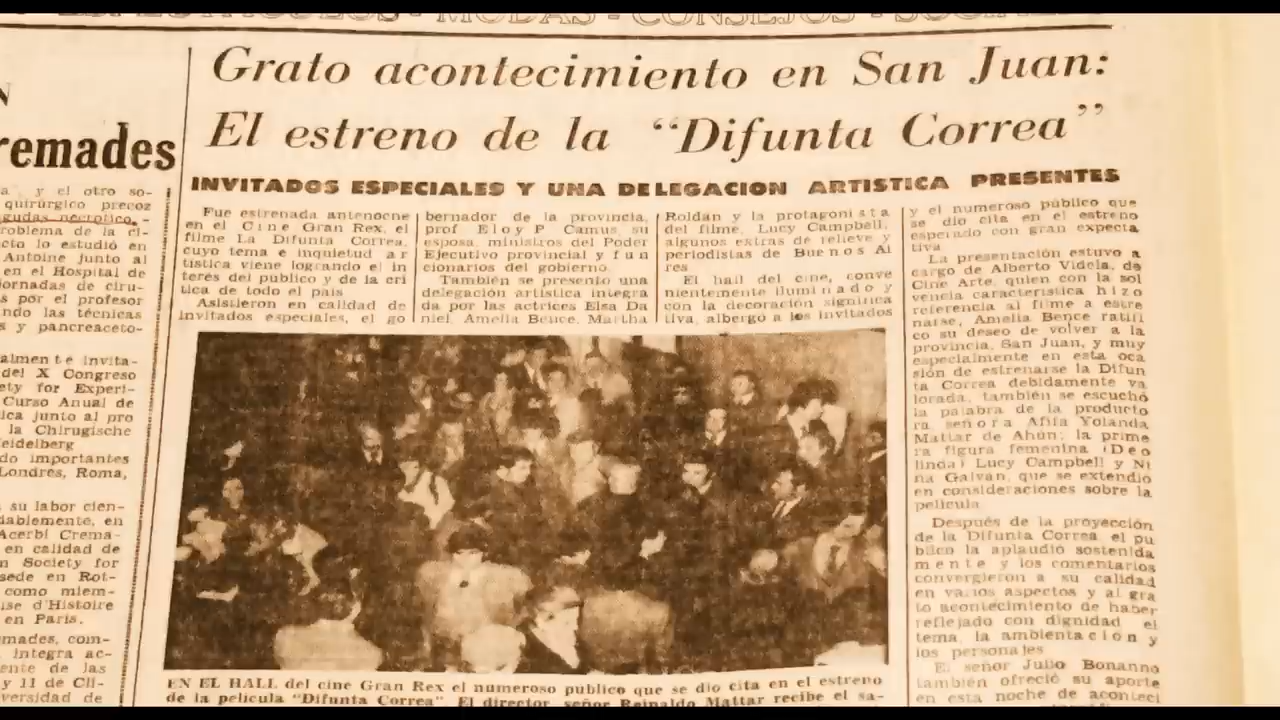 ESPECTACULOS - MODAS - CONSEJOS -
N
remades
a y el otro so-
quirúrgico precoz
gudas necrótico, -
roblema de la ci-
cto lo estudió en
Antoine junto al
en el Hospital de
jornadas de ciru-
s por el profesor
ndo las técnicas
s y pancreaceto-
almente invita-
del X Congreso
ety for Experi-
Curso Anual de
ica junto al pro
la Chirugische
eidelberg
do importantes
Londres, Roma,
su labor cien-
iablemente, en
Acerbi Crema-
en calidad de
n Society for
sede en Rot-
como miem-
ise d'Histoire
en París.
mades, com-
integra ac-
ente de las
y 11 de Clí-
versidad de
Grato acontecimiento en San Juan:
El estreno de la "Difunta Correa"
INVITADOS ESPECIALES Y UNA DELEGACION ARTISTICA PRESENTES
Fue estrenada antenoche
en el Cine Gran Rex, el
filme La Difunta Correa,
cuyo tema e inquietud ar
tística viene logrando el in
terés del público y de la crí
tica de todo el país
Asistieron en calidad de
invitados especiales, el go
bernador de la provincia,
prof Eloy P Camus, su
esposa, ministros del Poder
Ejecutivo provincial y fun
cionarios del gobierno.
También se presentó una
delegación artística integra
da por las actrices Elsa Da
niel, Amelia Bence, Martha
Roldán y la protagonista
del filme, Lucy Campbell,
algunos extras de relieve y
periodistas de Buenos Ai
res
El hall del cine, conve
nientemente iluminado y
con la decoración significa
tiva, albergó a los invitados
y el numeroso público que
se dio cita en el estreno
esperado con gran expecta
tiva
La presentación estuvo a
cargo de Alberto Videla, de
Cine Arte, quien con la sol
vencia característica hizo
referencia al filme a estre
narse, Amelia Bence ratifi
có su deseo de volver a la
provincia, San Juan, y muy
especialmente en esta oca
sión de estrenarse la Difun
ta Correa debidamente va
lorada, también se escuchó
la palabra de la producto
ra, señora Afila Yolanda
Mattar de Ahún; la prime
ra figura femenina (Deo
linda) Lucy Campbell y Ni
na Galván, que se extendió
en consideraciones sobre la
película
Después de la proyección
de la Difunta Correa el pú
blico la aplaudió sostenida
mente y los comentarios
convergieron a su calidad
en varios aspectos y al gra
to acontecimiento de haber
reflejado con dignidad el
tema, la ambientación y
los personajes
El señor Julio Bonanno
también ofreció su aporte
en esta noche de aconteci
EN EL HALL del cine Gran Rex el numeroso público que se dio cita en el estreno
de la película "Difunta Correa" El director, señor Reinaldo Mattar recibe el sa-